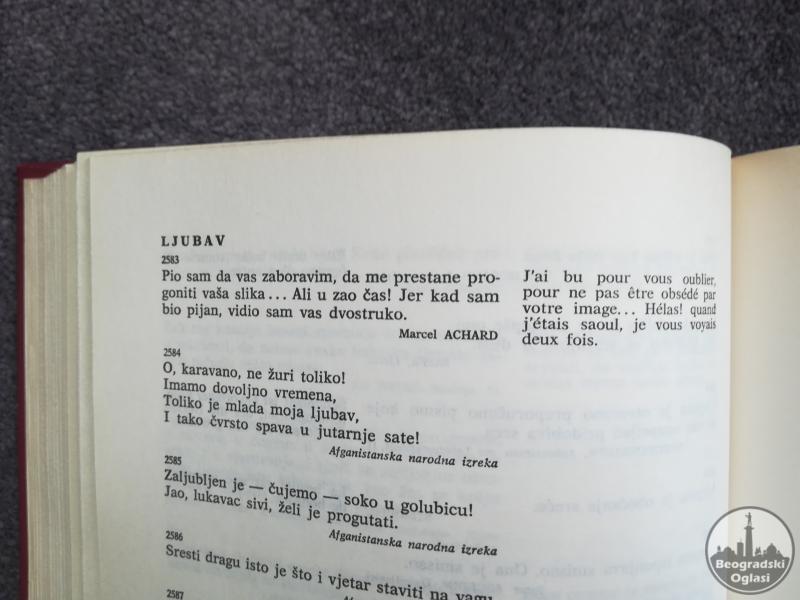 LJUBAV
2583
Pio sam da vas zaboravim, da me prestane pro-
goniti vaša slika... Ali u zao čas! Jer kad sam
bio pijan, vidio sam vas dvostruko.
Marcel ACHARD
J'ai bu pour vous oublier,
pour ne pas être obsédé par
votre image... Hélas! quand
j'étais saoul, je vous voyais
deux fois.
2584
O, karavano, ne žuri toliko!
Imamo dovoljno vremena,
Toliko je mlada moja ljubav,
I tako čvrsto spava u jutarnje sate!
Afganistanska narodna izreka
2585
Zaljubljen je — čujemo — soko u golubicu!
Jao, lukavac sivi, želi je progutati.
Afganistanska narodna izreka
2586
Sresti dragu isto je što i vjetar staviti na vagu
2587
Beogradski
Oglasi